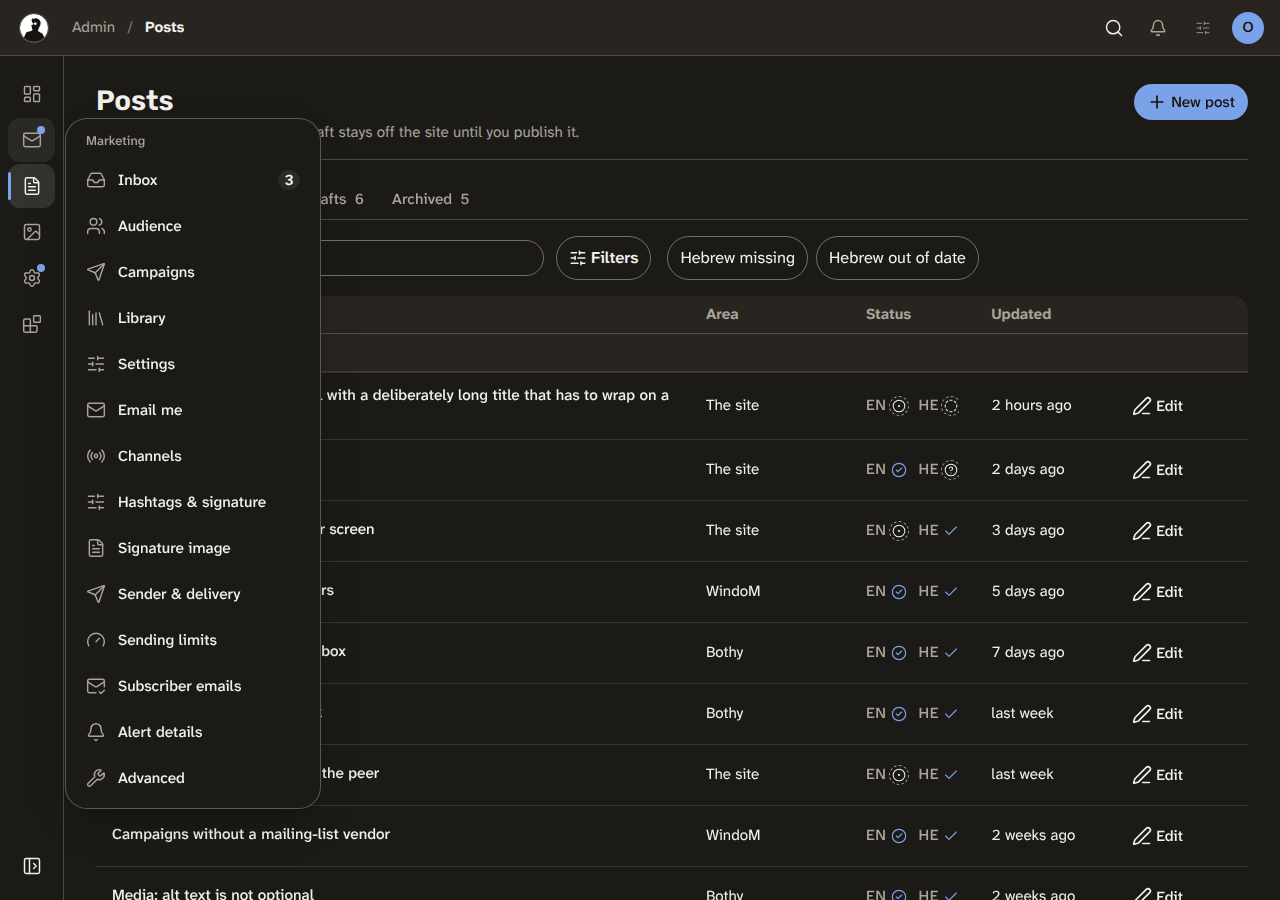 Admin / Posts
O
Posts
New post
aft stays off the site until you publish it.
Marketing
Inbox 3
Audience
Campaigns
Library
Settings
Email me
Channels
Hashtags & signature
Signature image
Sender & delivery
Sending limits
Subscriber emails
Alert details
Advanced
afts 6 Archived 5
Filters Hebrew missing Hebrew out of date
Area Status Updated
with a deliberately long title that has to wrap on a The site EN HE 2 hours ago Edit
The site EN HE 2 days ago Edit
r screen The site EN HE 3 days ago Edit
rs WindoM EN HE 5 days ago Edit
box Bothy EN HE 7 days ago Edit
Bothy EN HE last week Edit
the peer The site EN HE last week Edit
Campaigns without a mailing-list vendor WindoM EN HE 2 weeks ago Edit
Media: alt text is not optional Bothy EN HE 2 weeks ago Edit